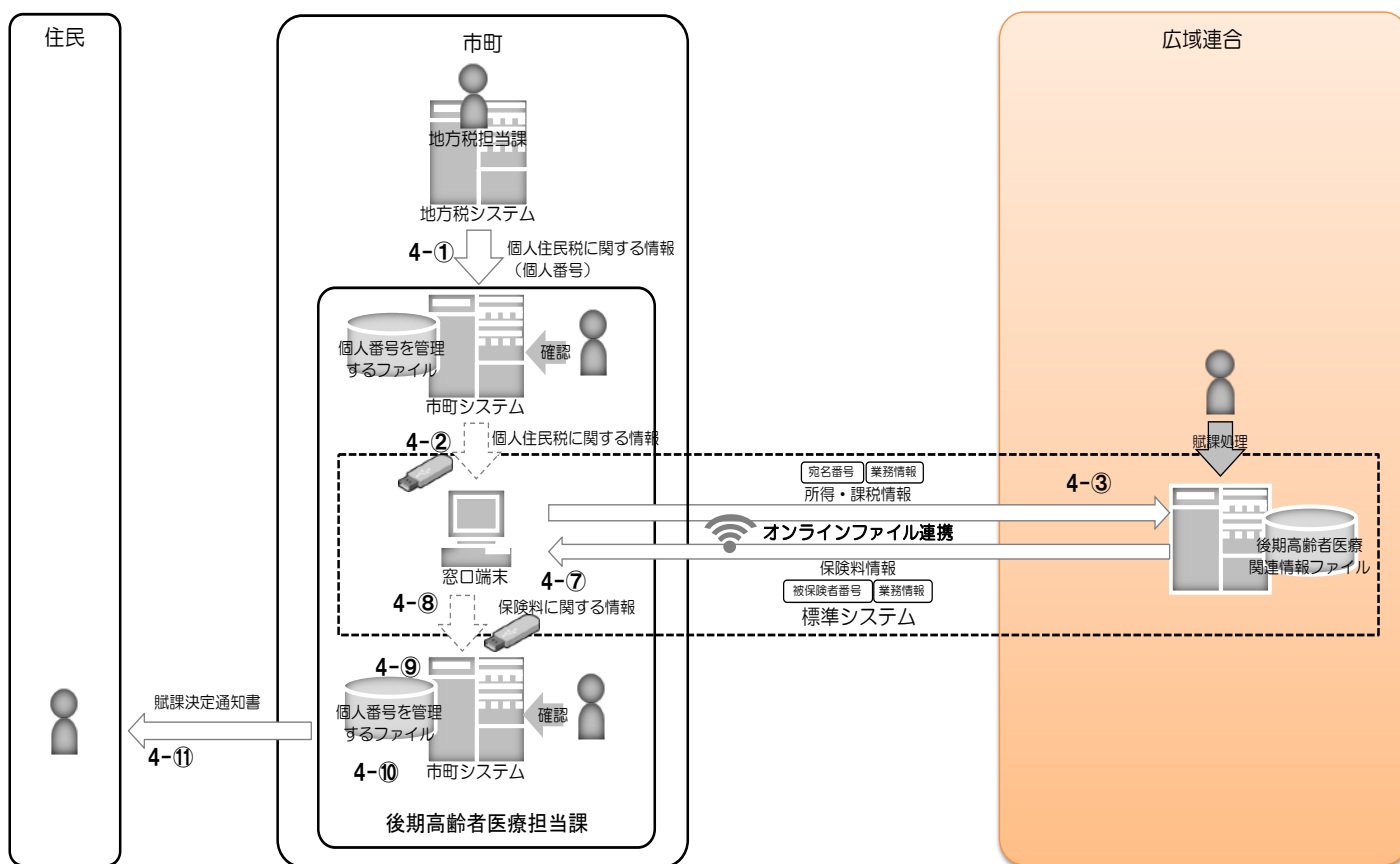 住民
市町
広域連合
地方税担当課
地方税システム
4-①
個人住民税に関する情報
（個人番号）
個人番号を管理
するファイル
確認
市町システム
4-②
個人住民税に関する情報
賦課処理
宛名番号 業務情報
所得・課税情報
4-③
オンラインファイル連携
窓口端末
4-⑦
保険料情報
被保険者番号 業務情報
標準システム
後期高齢者医療
関連情報ファイル
4-⑧
保険料に関する情報
4-⑨
個人番号を管理
するファイル
確認
4-⑩
市町システム
賦課決定通知書
4-⑪
後期高齢者医療担当課